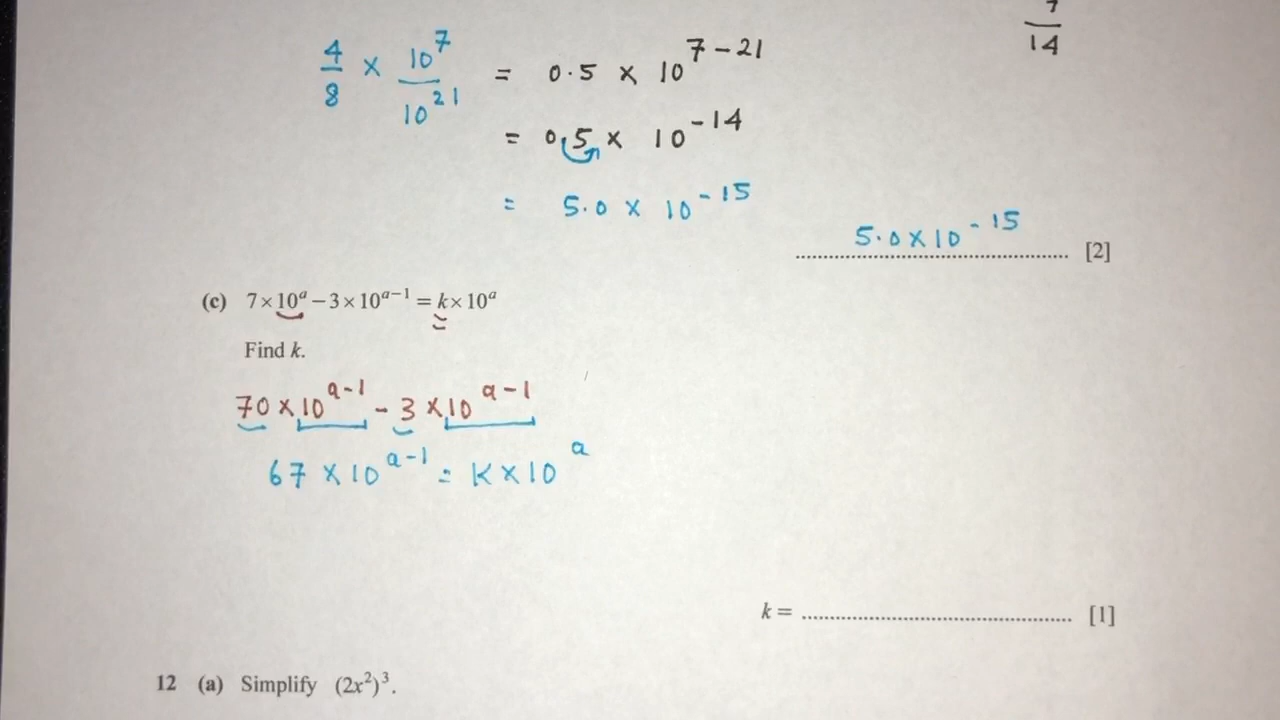 4/8 × 10^7/10^21 = 0.5 × 10^(7-21)
14
= 0.5 × 10^-14
= 5.0 × 10^-15
5.0 × 10^-15 [2]
(c) 7 × 10^a − 3 × 10^(a−1) = k × 10^a
Find k.
70 × 10^(a-1) - 3 × 10^(a-1)
67 × 10^(a-1) = K × 10^a
k = ........................ [1]
12 (a) Simplify (2x²)³.